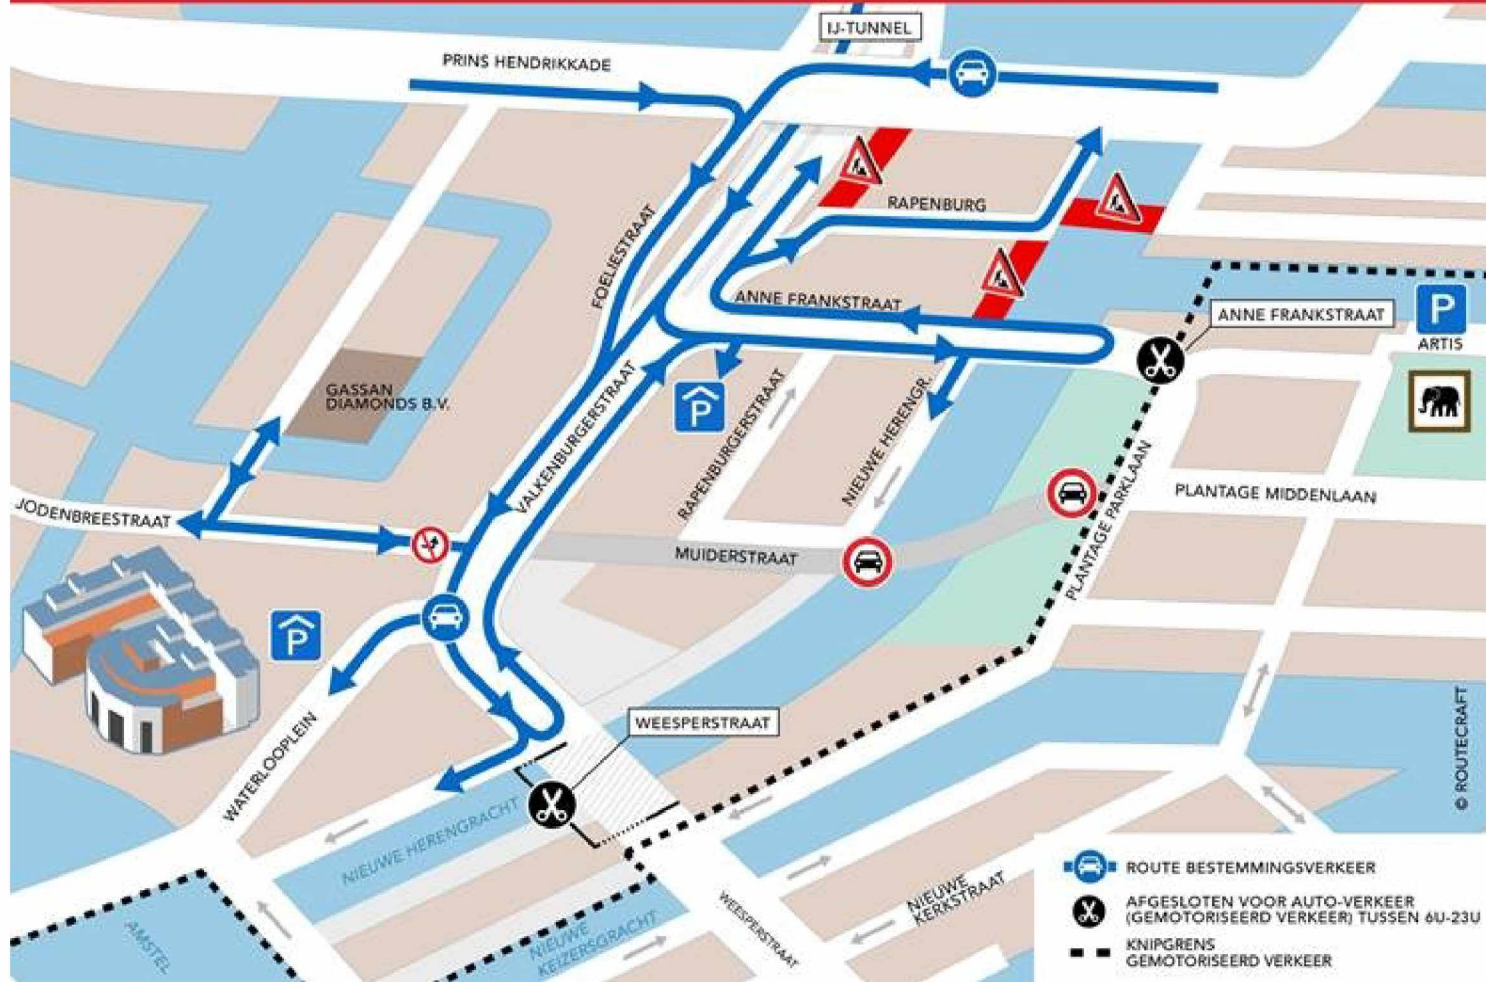 IJ-TUNNEL
PRINS HENDRIKKADE
RAPENBURG
FOELIESTRAAT
ANNE FRANKSTRAAT
ANNE FRANKSTRAAT
P
ARTIS
GASSAN
DIAMONDS B.V.
VALKENBURGERSTRAAT
P
RAPENBURGERSTRAAT
NIEUWE HERENGR.
PLANTAGE PARKLAAN
PLANTAGE MIDDENLAAN
JODENBREESTRAAT
MUIDERSTRAAT
P
WEESPERSTRAAT
WATERLOOPLEIN
NIEUWE HERENGRACHT
© ROUTECRAFT
NIEUWE
KERKSTRAAT
WEESPERSTRAAT
NIEUWE
KEIZERSGRACHT
AMSTEL
ROUTE BESTEMMINGSVERKEER
AFGESLOTEN VOOR AUTO-VERKEER
(GEMOTORISEERD VERKEER) TUSSEN 6U-23U
KNIPGRENS
GEMOTORISEERD VERKEER